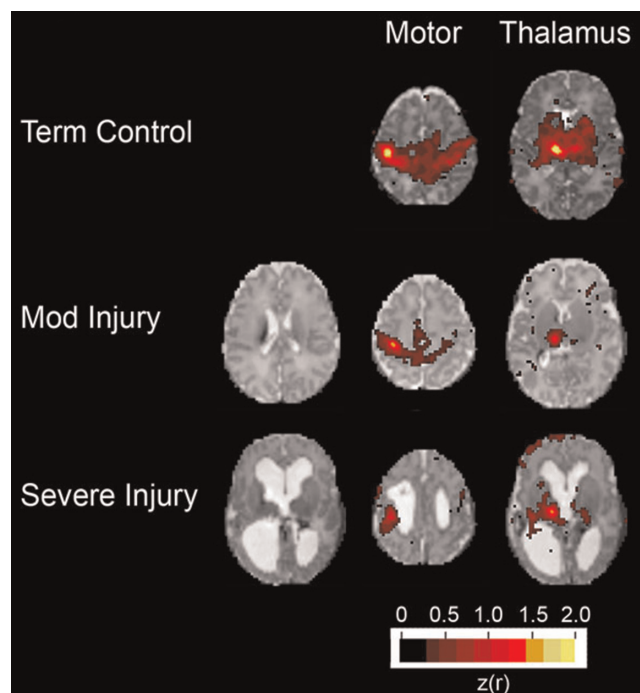 Motor Thalamus
Term Control
Mod Injury
Severe Injury
0 0.5 1.0 1.5 2.0
z(r)